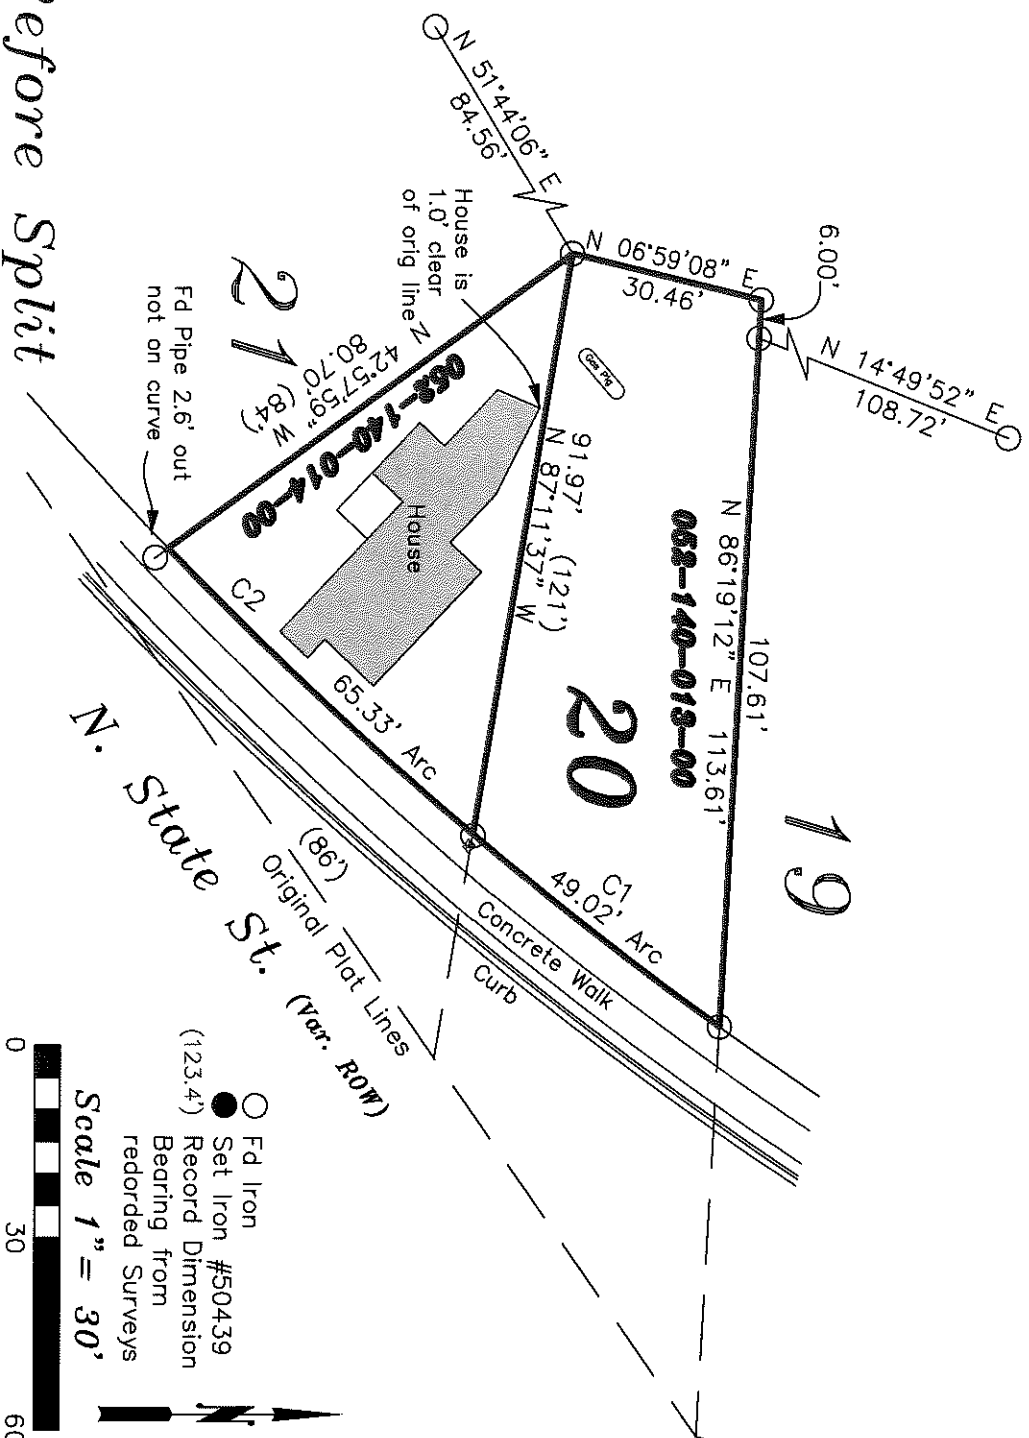 efore Split
N 51°44'06" E
84.56'
House is
1.0' clear
of orig line
N 06°59'08" E
30.46'
6.00'
N 14°49'52" E
108.72'
107.61'
N 86°19'12" E 113.61'
052-140-013-00
19
20
21
91.97' (121')
N 87°11'37" W
N 42°57'59" W
80.70' (84')
052-140-014-00
House
Fd Pipe 2.6' out
not on curve
C2
65.33' Arc
C1
49.02' Arc
Concrete Walk
Curb
(86')
Original Plat Lines
N. State St. (Var. ROW)
Fd Iron
Set Iron #50439
(123.4') Record Dimension
Bearing from
redorded Surveys
N
Scale 1"= 30'
0 30 60